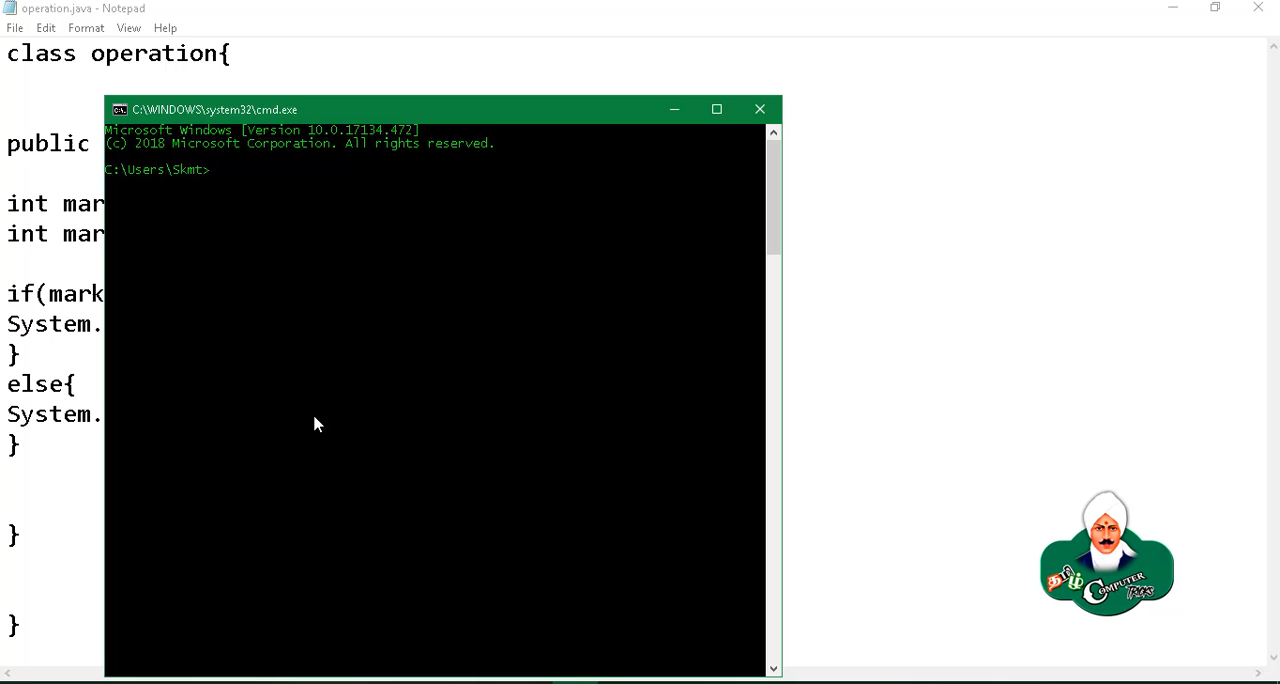 operation.java - Notepad
File Edit Format View Help
class operation{
C:\WINDOWS\system32\cmd.exe
Microsoft Windows [Version 10.0.17134.472]
(c) 2018 Microsoft Corporation. All rights reserved.
public
C:\Users\Skmt>
int mar
int mar
if(mark
System.
}
else{
System.
}
}
}
தமிழ்
COMPUTER
TRICKS